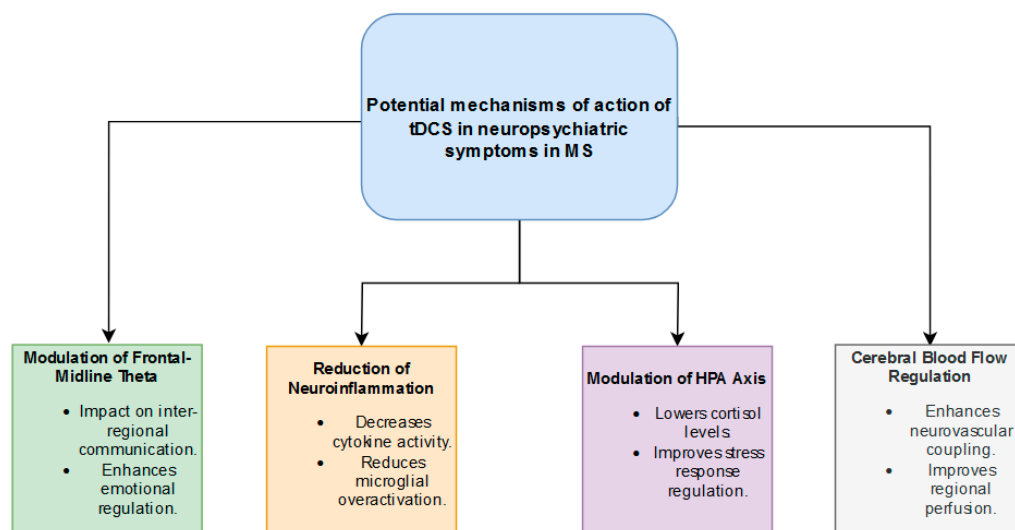 Potential mechanisms of action of
tDCS in neuropsychiatric
symptoms in MS
Modulation of Frontal-
Midline Theta
• Impact on inter-
regional communication.
• Enhances
emotional regulation.
Reduction of
Neuroinflammation
• Decreases
cytokine activity.
• Reduces
microglial overactivation.
Modulation of HPA Axis
• Lowers cortisol
levels.
• Improves stress
response regulation.
Cerebral Blood Flow
Regulation
• Enhances
neurovascular coupling.
• Improves
regional perfusion.